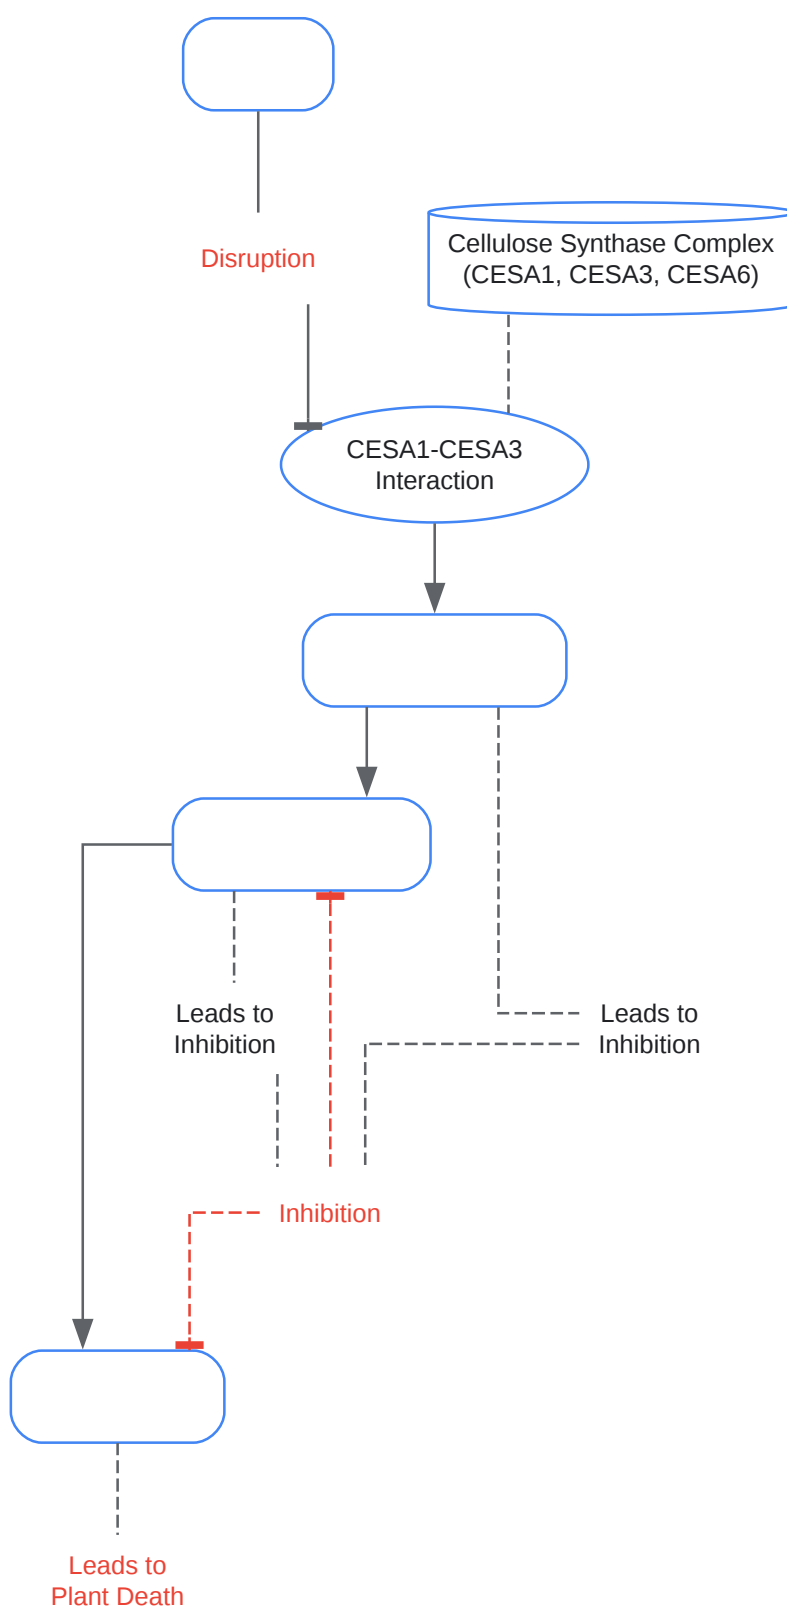 Disruption
Cellulose Synthase Complex
(CESA1, CESA3, CESA6)
CESA1-CESA3
Interaction
Leads to
Inhibition
Leads to
Inhibition
Inhibition
Leads to
Plant Death